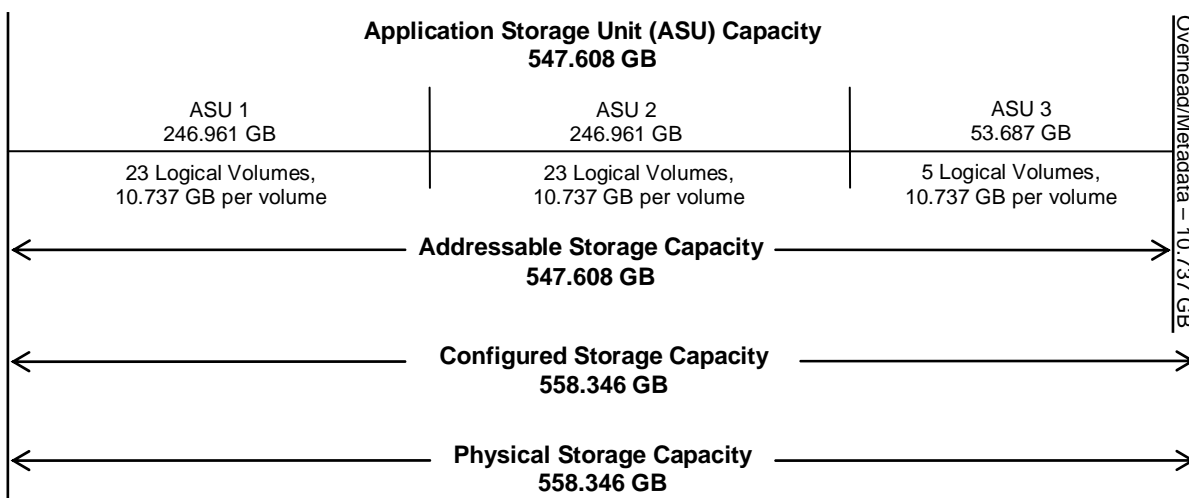 Application Storage Unit (ASU) Capacity
547.608 GB
ASU 1
246.961 GB
ASU 2
246.961 GB
ASU 3
53.687 GB
23 Logical Volumes,
10.737 GB per volume
23 Logical Volumes,
10.737 GB per volume
5 Logical Volumes,
10.737 GB per volume
Overhead/Metadata – 10.737 GB
Addressable Storage Capacity
547.608 GB
Configured Storage Capacity
558.346 GB
Physical Storage Capacity
558.346 GB